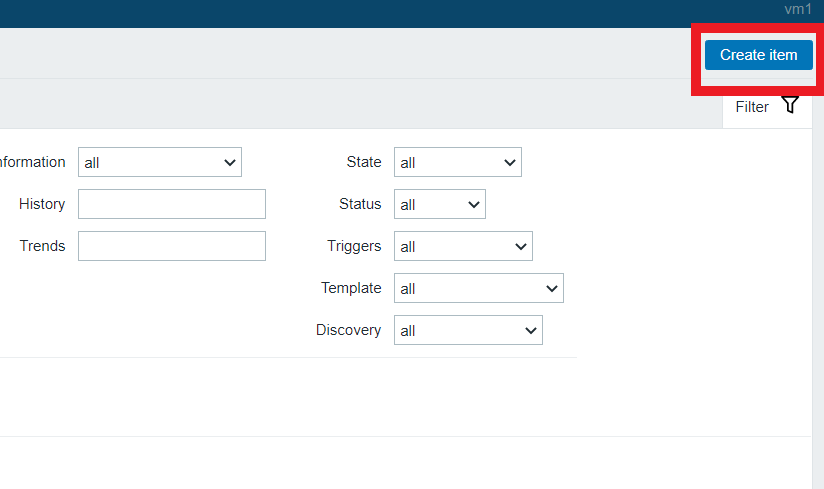 vm1
Create item
Filter
nformation all State all
History Status all
Trends Triggers all
Template all
Discovery all